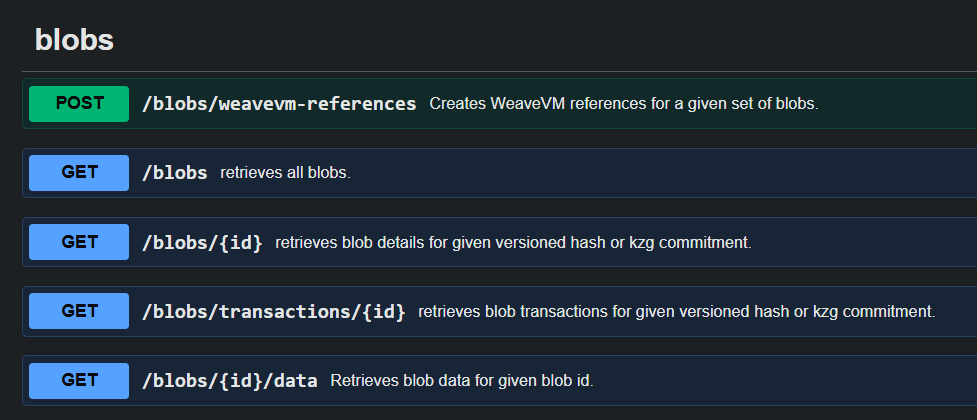 blobs
POST /blobs/weavevm-references Creates WeaveVM references for a given set of blobs.
GET /blobs retrieves all blobs.
GET /blobs/{id} retrieves blob details for given versioned hash or kzg commitment.
GET /blobs/transactions/{id} retrieves blob transactions for given versioned hash or kzg commitment.
GET /blobs/{id}/data Retrieves blob data for given blob id.